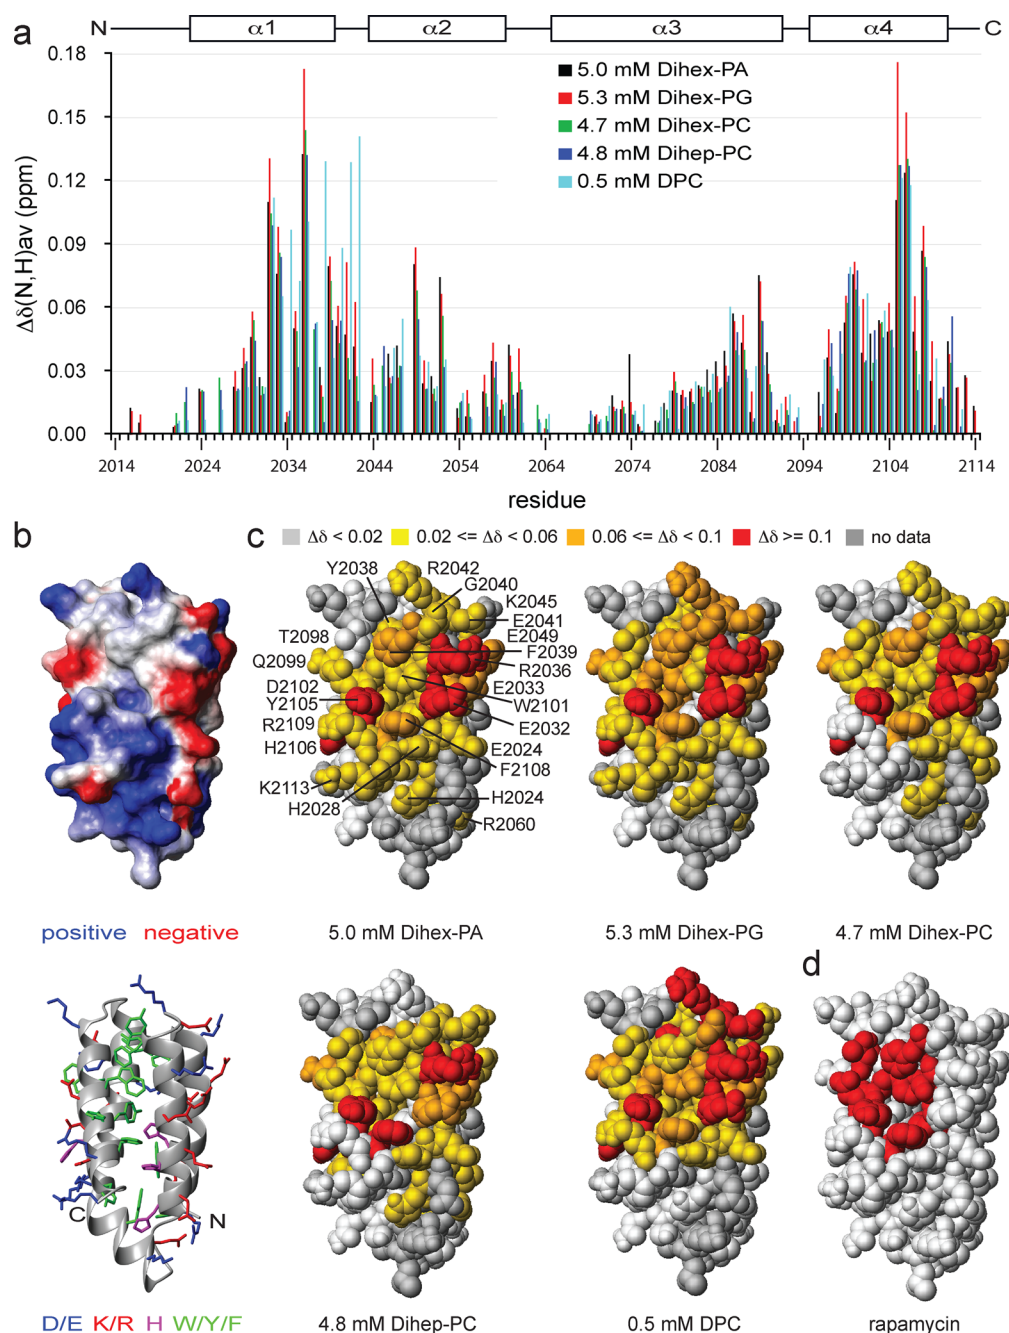 a
N α1 α2 α3 α4 C
0.18
0.15
0.12
0.09
0.06
0.03
0.00
Δδ(N,H)av (ppm)
5.0 mM Dihex-PA
5.3 mM Dihex-PG
4.7 mM Dihex-PC
4.8 mM Dihep-PC
0.5 mM DPC
2014 2024 2034 2044 2054 2064 2074 2084 2094 2104 2114
residue
b
c
Δδ < 0.02 0.02 <= Δδ < 0.06 0.06 <= Δδ < 0.1 Δδ >= 0.1 no data
Y2038
R2042
G2040
K2045
E2041
T2098
E2049
F2039
Q2099
R2036
D2102
E2033
Y2105
W2101
R2109
E2032
H2106
E2024
F2108
K2113
H2028
H2024
R2060
positive negative
5.0 mM Dihex-PA
5.3 mM Dihex-PG
4.7 mM Dihex-PC
d
C
N
D/E K/R H W/Y/F
4.8 mM Dihep-PC
0.5 mM DPC
rapamycin